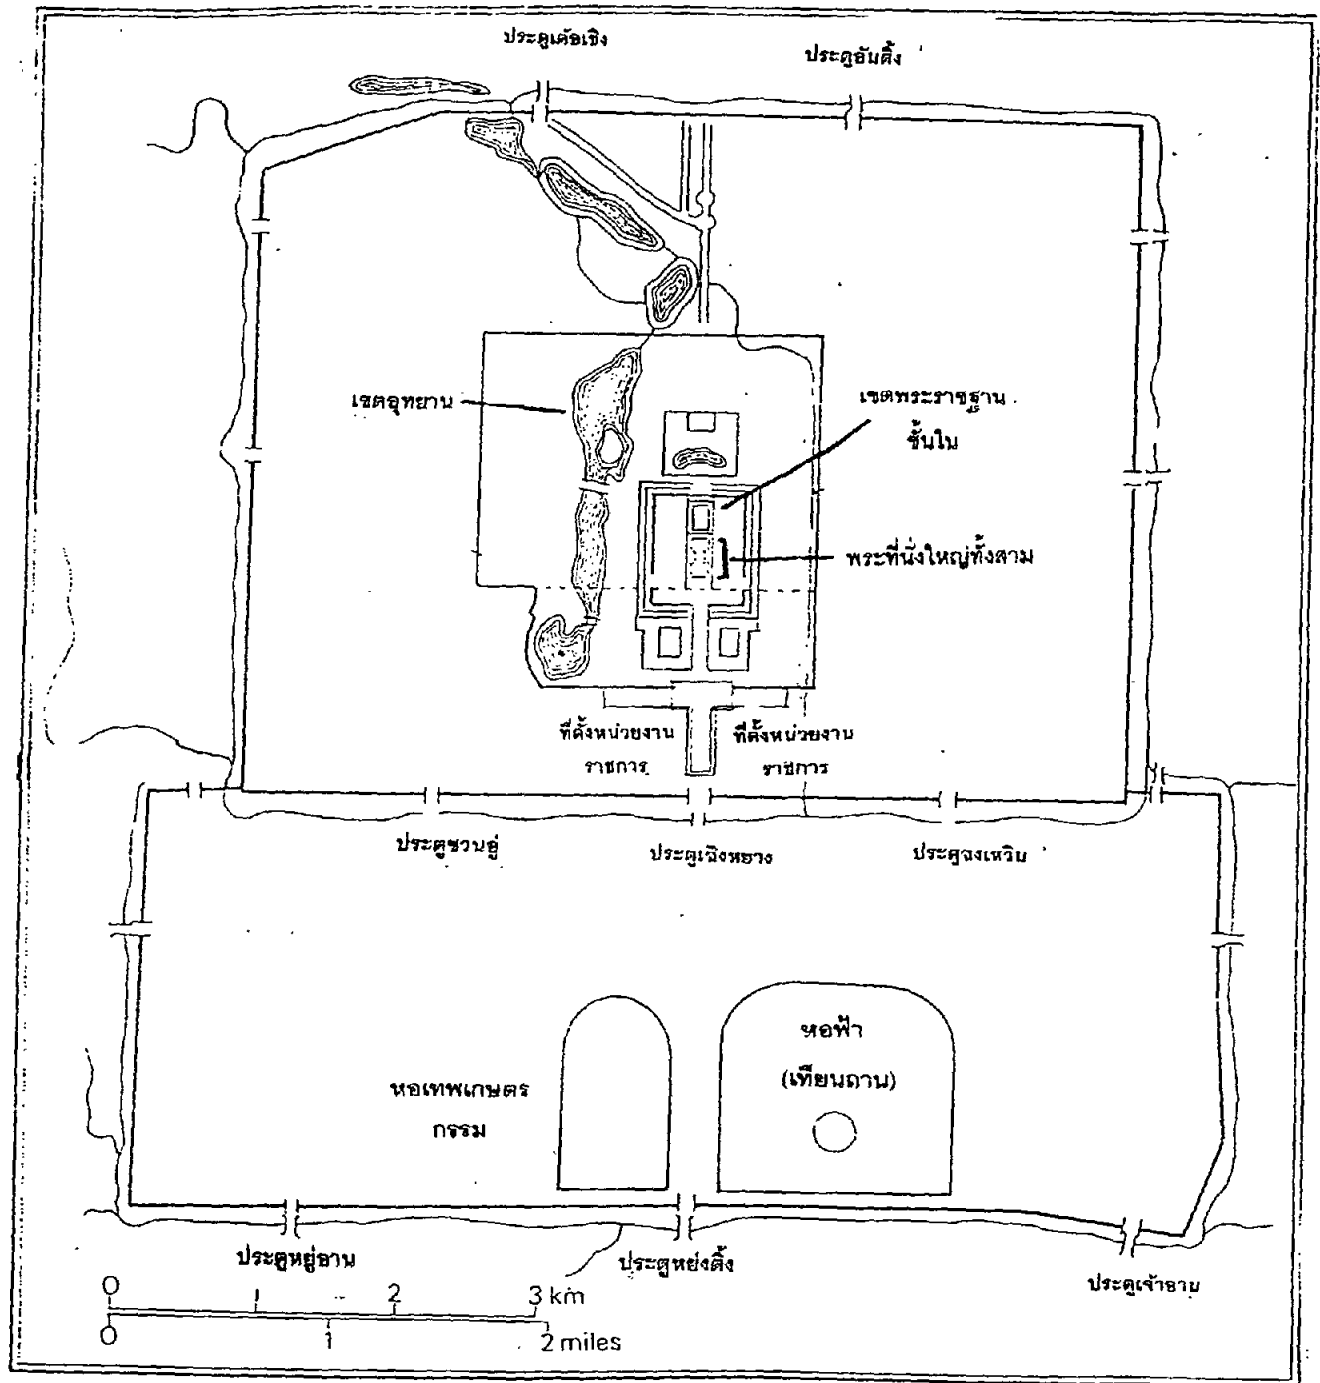 ประตูเต๋อเชิง
ประตูอันติ้ง
เขตอุทยาน
เขตพระราชฐาน
ชั้นใน
พระที่นั่งใหญ่ทั้งสาม
ที่ตั้งหน่วยงาน
ราชการ
ที่ตั้งหน่วยงาน
ราชการ
ประตูซวนอู่
ประตูเฉิงหยาง
ประตูฉงเหวิน
หอฟ้า
(เทียนถาน)
หอเทพเกษตร
กรรม
ประตูหยู่อาน
ประตูหย่งติ้ง
ประตูเจ้าอาน
0 1 2 3 km
0 1 2 miles